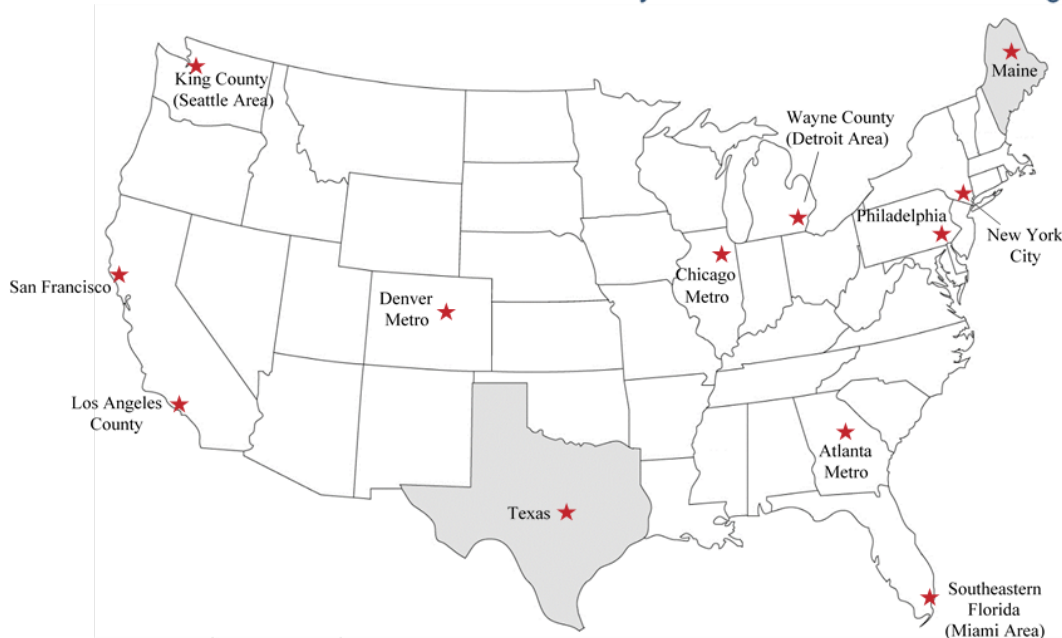 King County
(Seattle Area)
Maine
Wayne County
(Detroit Area)
Philadelphia
New York
City
San Francisco
Denver
Metro
Chicago
Metro
Los Angeles
County
Atlanta
Metro
Texas
Southeastern
Florida
(Miami Area)